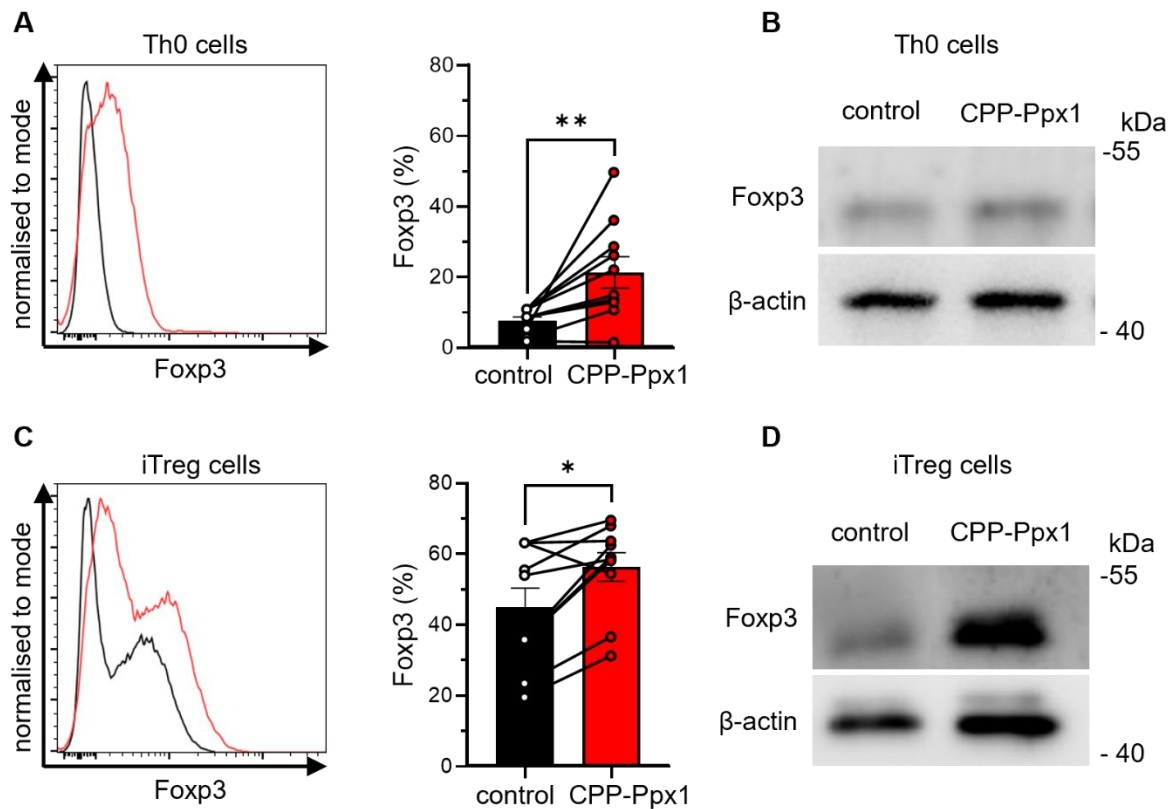 A
Th0 cells
normalised to mode
Foxp3
Foxp3 (%)
80
60
40
20
0
**
control CPP-Ppx1
B
Th0 cells
control CPP-Ppx1
kDa
-55
Foxp3
β-actin
- 40
C
iTreg cells
normalised to mode
Foxp3
Foxp3 (%)
80
60
40
20
0
*
control CPP-Ppx1
D
iTreg cells
control CPP-Ppx1
kDa
-55
Foxp3
β-actin
- 40